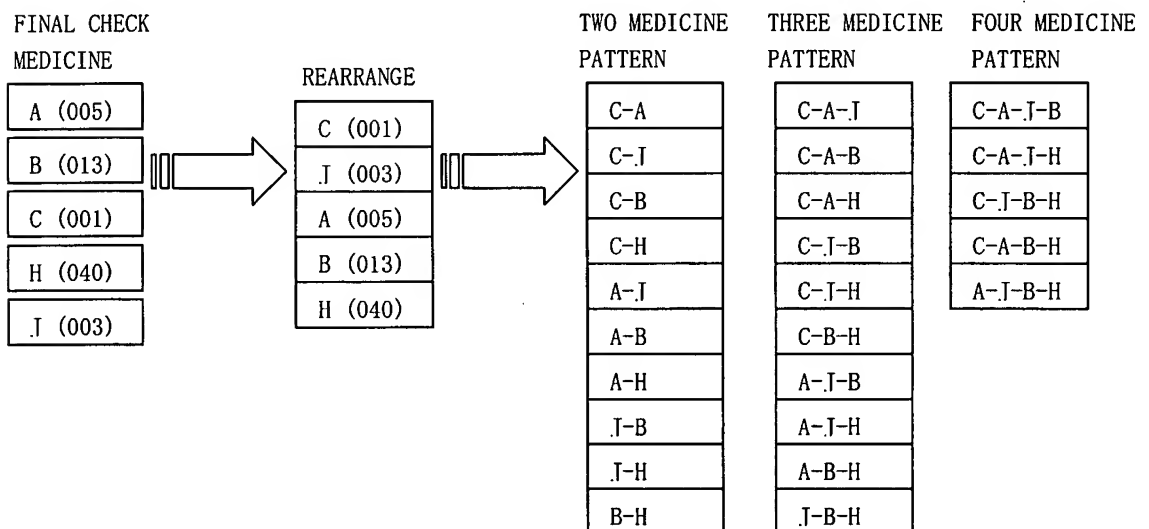 FINAL CHECK
MEDICINE
A (005)
B (013)
C (001)
H (040)
J (003)
REARRANGE
C (001)
J (003)
A (005)
B (013)
H (040)
TWO MEDICINE
PATTERN
C-A
C-J
C-B
C-H
A-J
A-B
A-H
J-B
J-H
B-H
THREE MEDICINE
PATTERN
C-A-J
C-A-B
C-A-H
C-J-B
C-J-H
C-B-H
A-J-B
A-J-H
A-B-H
J-B-H
FOUR MEDICINE
PATTERN
C-A-J-B
C-A-J-H
C-J-B-H
C-A-B-H
A-J-B-H